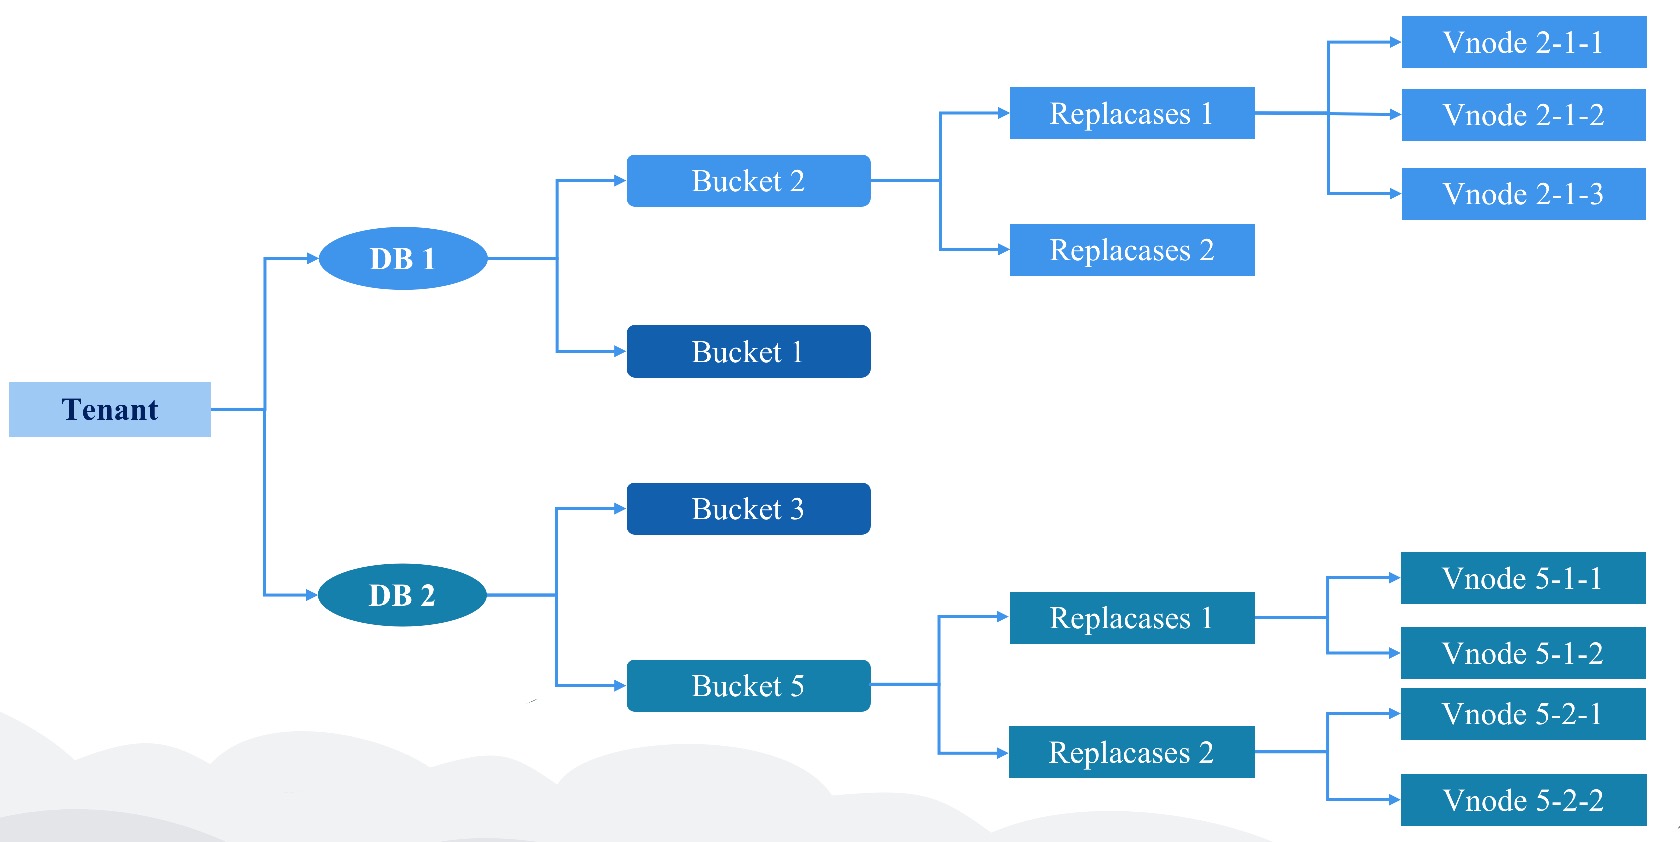 Tenant
DB 1
Bucket 2
Replacases 1
Vnode 2-1-1
Vnode 2-1-2
Vnode 2-1-3
Replacases 2
Bucket 1
DB 2
Bucket 3
Bucket 5
Replacases 1
Vnode 5-1-1
Vnode 5-1-2
Replacases 2
Vnode 5-2-1
Vnode 5-2-2